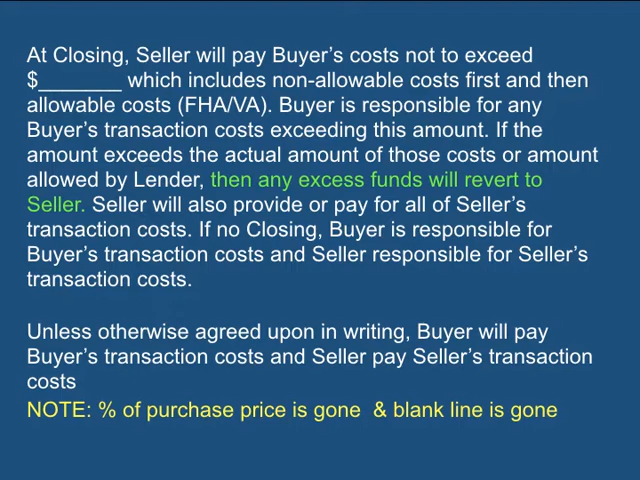 At Closing, Seller will pay Buyer’s costs not to exceed
$_______ which includes non-allowable costs first and then
allowable costs (FHA/VA). Buyer is responsible for any
Buyer’s transaction costs exceeding this amount. If the
amount exceeds the actual amount of those costs or amount
allowed by Lender, then any excess funds will revert to
Seller. Seller will also provide or pay for all of Seller’s
transaction costs. If no Closing, Buyer is responsible for
Buyer’s transaction costs and Seller responsible for Seller’s
transaction costs.
Unless otherwise agreed upon in writing, Buyer will pay
Buyer’s transaction costs and Seller pay Seller’s transaction
costs
NOTE: % of purchase price is gone  & blank line is gone